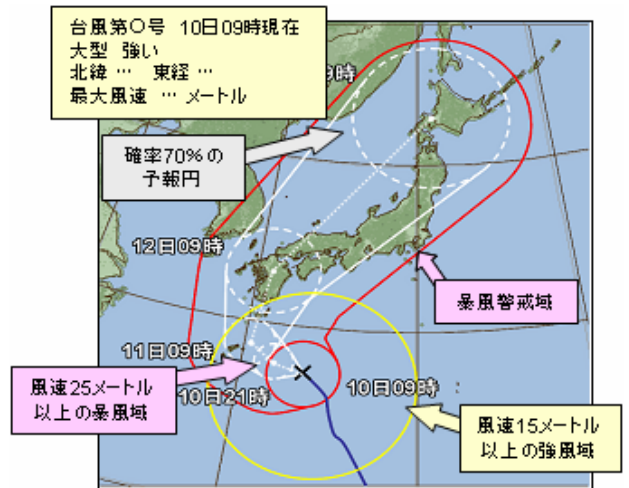 台風第〇号 10日09時現在
大型 強い
北緯 … 東経 …
最大風速 … メートル
9時
確率70%の
予報円
12日09時
暴風警戒域
11日09時
風速25メートル
以上の暴風域
10日21時
10日09時
風速15メートル
以上の強風域